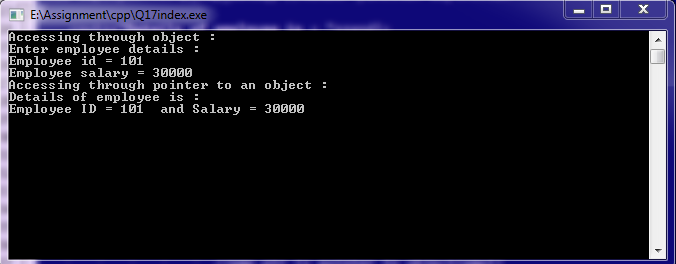 E:\Assignment\cpp\Q17index.exe
Accessing through object :
Enter employee details :
Employee id = 101
Employee salary = 30000
Accessing through pointer to an object :
Details of employee is :
Employee ID = 101  and Salary = 30000